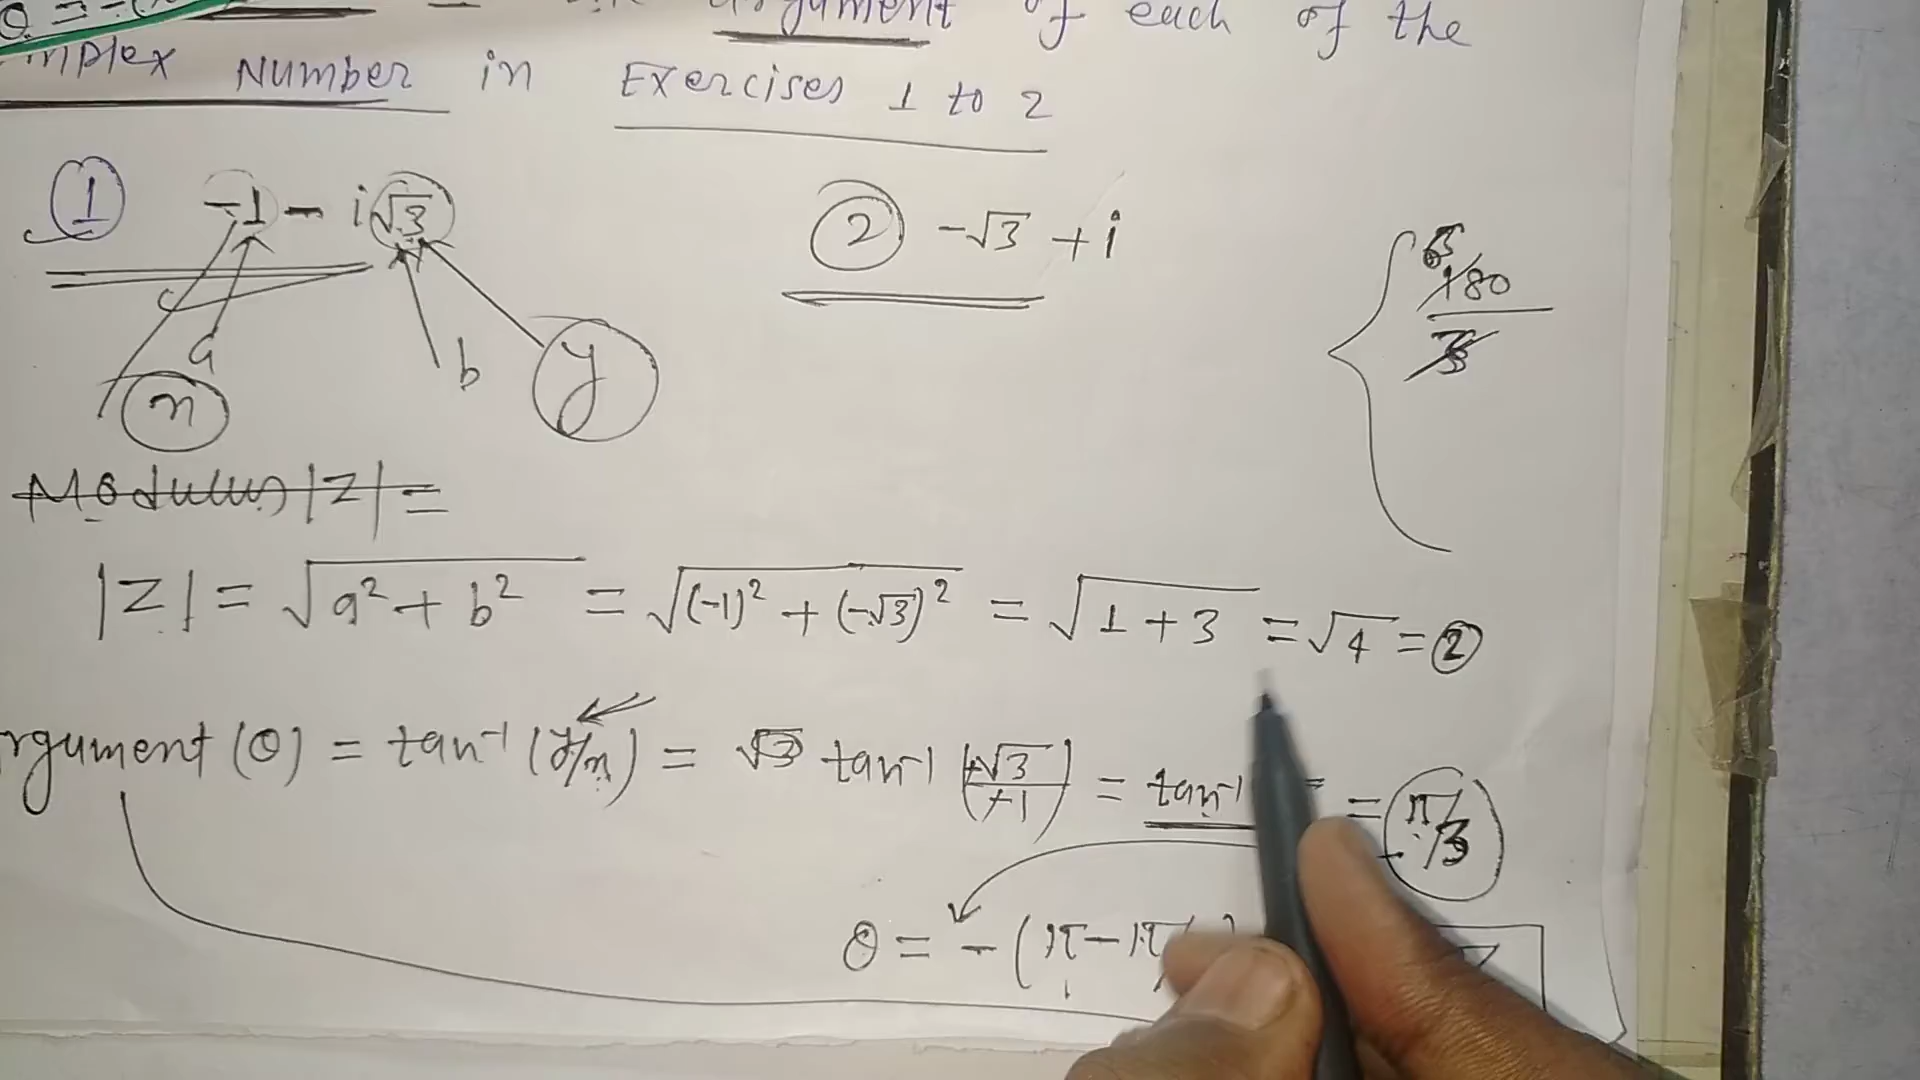 argument of each of the
mplex Number in Exercises 1 to 2
1 -1 - i√3
2 -√3 + i
180
a
b
y
x
Modulus |Z| =
|Z| = √a² + b² = √(-1)² + (-√3)² = √1 + 3 = √4 = 2
rgument (θ) = tan⁻¹ (y/x) = √3 tan⁻¹ (√3/-1) = tan⁻¹ = π/3
θ = - (π - π/